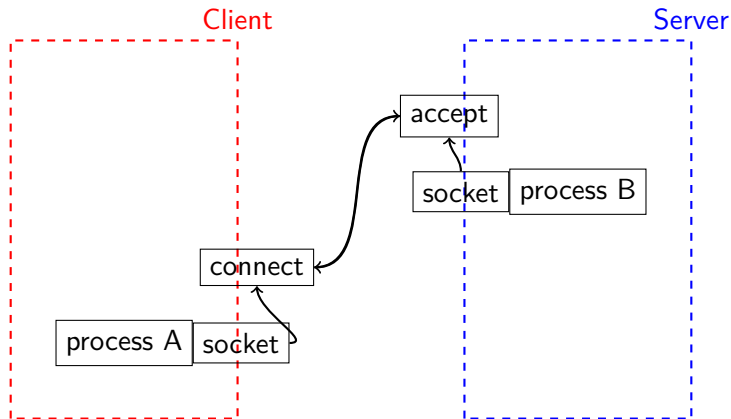 Client
Server
accept
socket
process B
connect
process A
socket